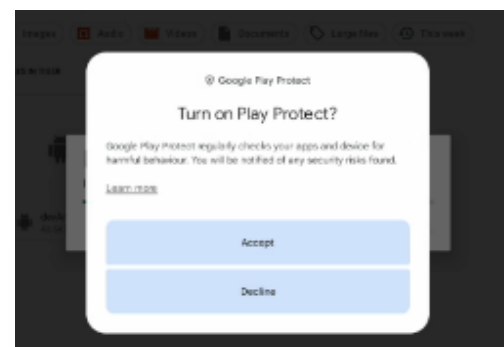 Images Audio Videos Documents Large files This week
Google Play Protect
Turn on Play Protect?
Google Play Protect regularly checks your apps and device for
harmful behaviour. You will be notified of any security risks found.
Learn more
Accept
Decline